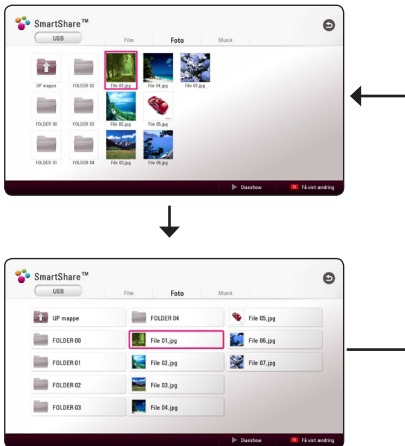 SmartShare™
USB Film Foto Musik
UP mappe FOLDER 02 File 01.jpg File 04.jpg File 07.jpg
FOLDER 00 FOLDER 03 File 02.jpg File 05.jpg
FOLDER 01 FOLDER 04 File 03.jpg File 06.jpg
Diasshow Få vist ændring
SmartShare™
USB Film Foto Musik
UP mappe FOLDER 04 File 05.jpg
FOLDER 00 File 01.jpg File 06.jpg
FOLDER 01 File 02.jpg File 07.jpg
FOLDER 02 File 03.jpg
FOLDER 03 File 04.jpg
Diasshow Få vist ændring